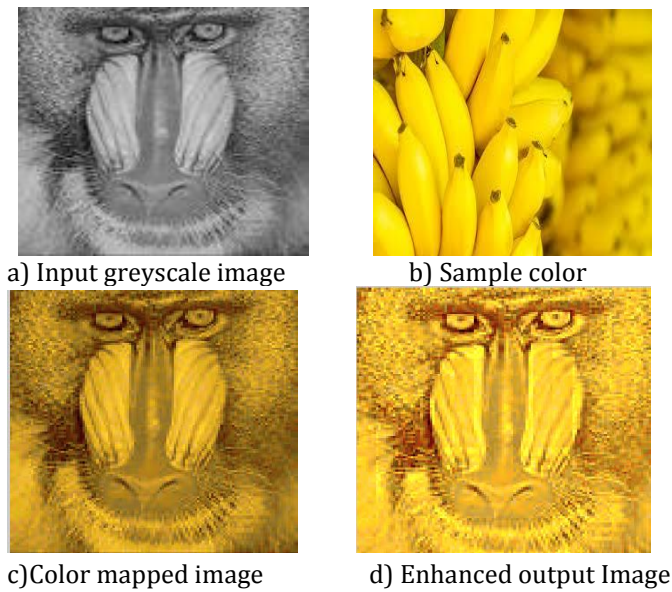 a) Input greyscale image
b) Sample color
c)Color mapped image
d) Enhanced output Image